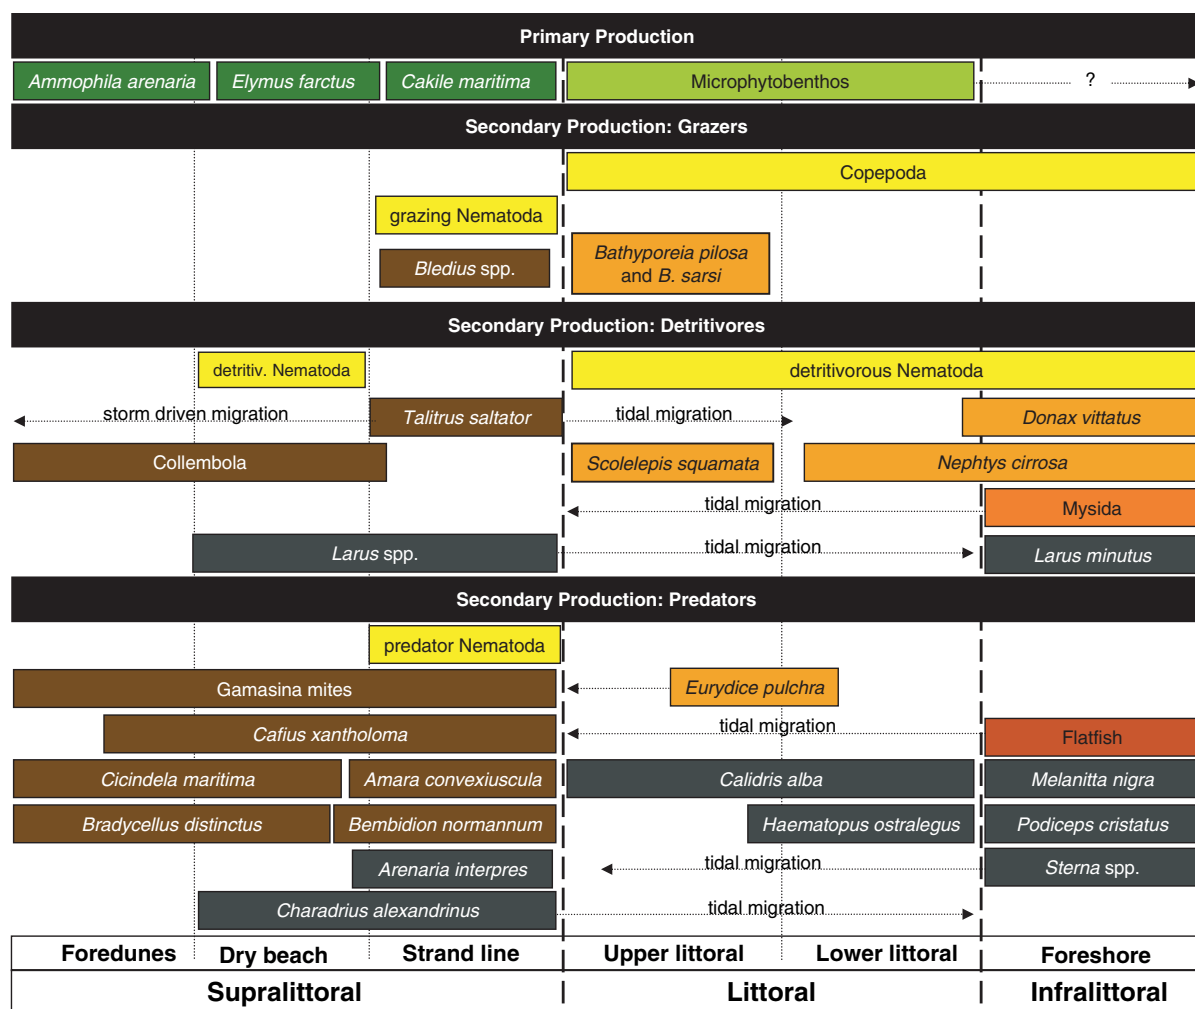 Primary Production
Ammophila arenaria
Elymus farctus
Cakile maritima
Microphytobenthos
?
Secondary Production: Grazers
Copepoda
grazing Nematoda
Bledius spp.
Bathyporeia pilosa
and B. sarsi
Secondary Production: Detritivores
detritiv. Nematoda
detritivorous Nematoda
storm driven migration
Talitrus saltator
tidal migration
Donax vittatus
Collembola
Scolelepis squamata
Nephtys cirrosa
tidal migration
Mysida
Larus spp.
tidal migration
Larus minutus
Secondary Production: Predators
predator Nematoda
Gamasina mites
Eurydice pulchra
Cafius xantholoma
tidal migration
Flatfish
Cicindela maritima
Amara convexiuscula
Calidris alba
Melanitta nigra
Bradycellus distinctus
Bembidion normannum
Haematopus ostralegus
Podiceps cristatus
Arenaria interpres
tidal migration
Sterna spp.
Charadrius alexandrinus
tidal migration
Foredunes
Dry beach
Strand line
Upper littoral
Lower littoral
Foreshore
Supralittoral
Littoral
Infralittoral